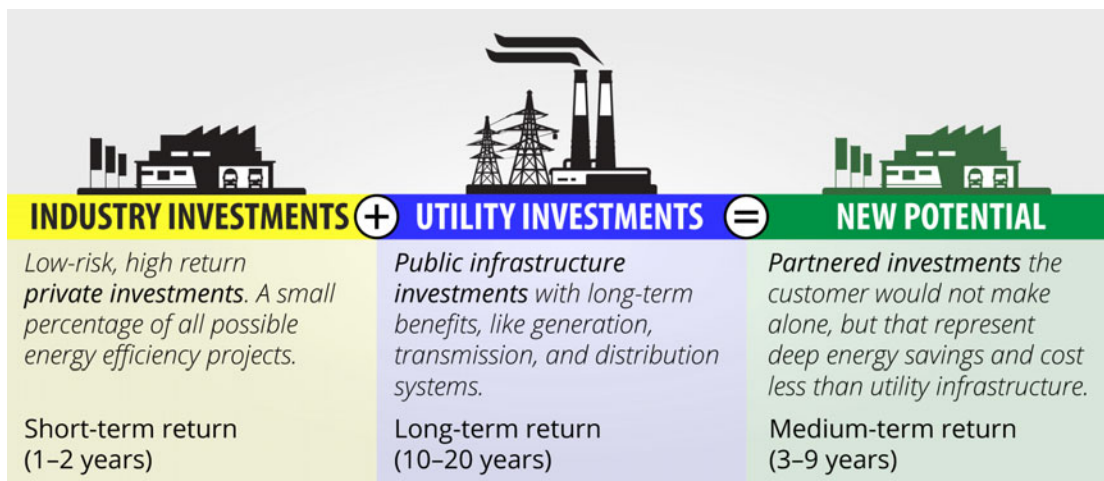 INDUSTRY INVESTMENTS + UTILITY INVESTMENTS = NEW POTENTIAL
Low-risk, high return
private investments. A small
percentage of all possible
energy efficiency projects.
Short-term return
(1–2 years)
Public infrastructure
investments with long-term
benefits, like generation,
transmission, and distribution
systems.
Long-term return
(10–20 years)
Partnered investments the
customer would not make
alone, but that represent
deep energy savings and cost
less than utility infrastructure.
Medium-term return
(3–9 years)